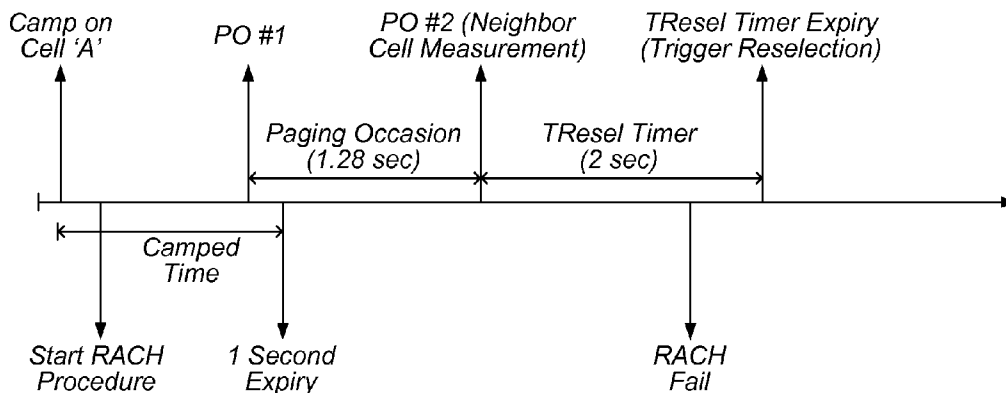 Camp on
Cell 'A'
PO #1
PO #2 (Neighbor
Cell Measurement)
TResel Timer Expiry
(Trigger Reselection)
Paging Occasion
(1.28 sec)
TResel Timer
(2 sec)
Camped
Time
Start RACH
Procedure
1 Second
Expiry
RACH
Fail